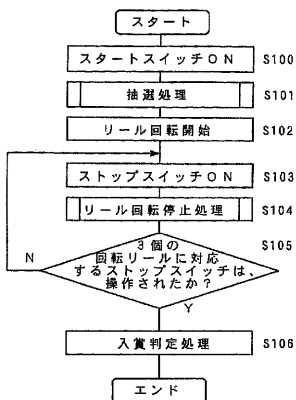 スタート
スタートスイッチON S100
抽選処理 S101
リール回転開始 S102
ストップスイッチON S103
リール回転停止処理 S104
3個の S105
回転リールに対応
するストップスイッチは、
操作されたか?
N
Y
入賞判定処理 S106
エンド